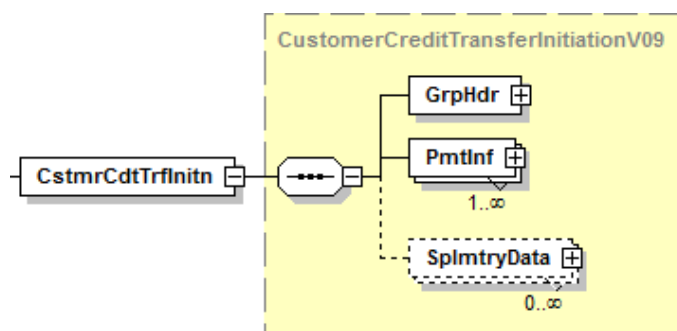 CustomerCreditTransferInitiationV09
GrpHdr
CstmrCdtTrfInitn
PmtInf
1..∞
SplmtryData
0..∞